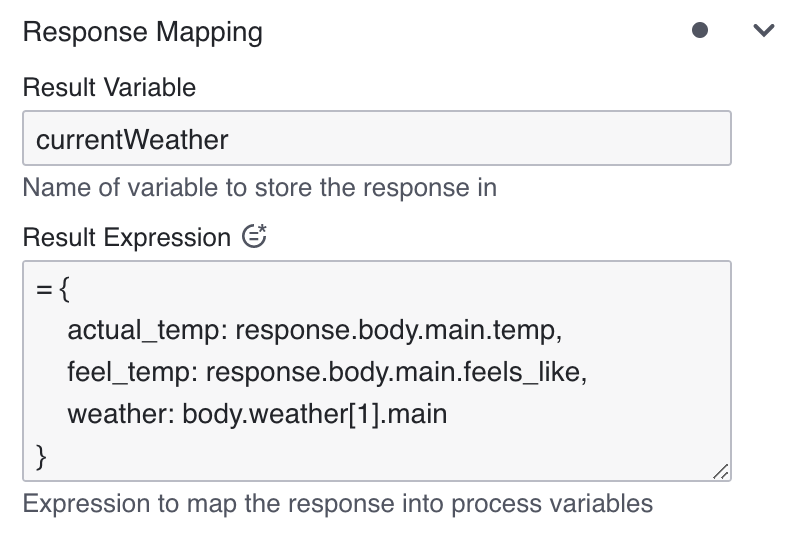 Response Mapping
Result Variable
currentWeather
Name of variable to store the response in
Result Expression
= {
actual_temp: response.body.main.temp,
feel_temp: response.body.main.feels_like,
weather: body.weather[1].main
}
Expression to map the response into process variables